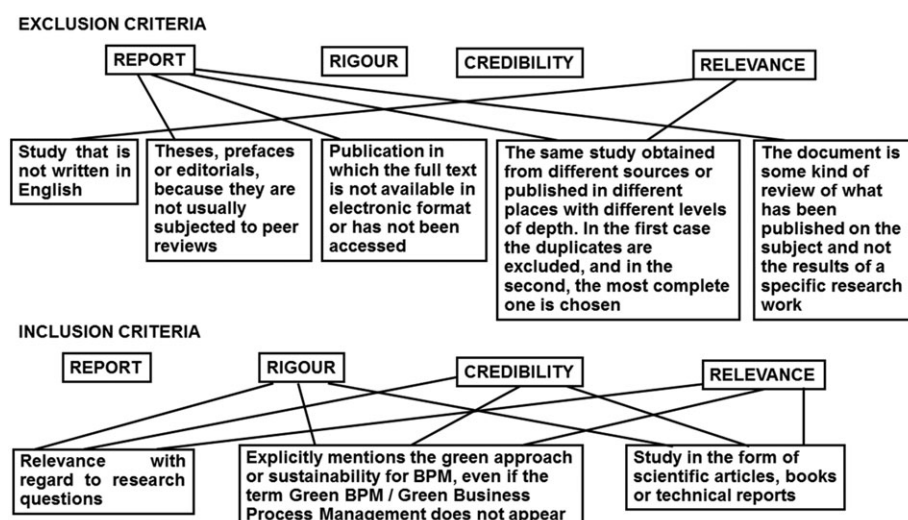 EXCLUSION CRITERIA
REPORT
RIGOUR
CREDIBILITY
RELEVANCE
Study that is
not written in
English
Theses, prefaces
or editorials,
because they are
not usually
subjected to peer
reviews
Publication in
which the full text
is not available in
electronic format
or has not been
accessed
The same study obtained
from different sources or
published in different
places with different levels
of depth. In the first case
the duplicates are
excluded, and in the
second, the most complete
one is chosen
The document is
some kind of
review of what
has been
published on the
subject and not
the results of a
specific research
work
INCLUSION CRITERIA
REPORT
RIGOUR
CREDIBILITY
RELEVANCE
Relevance with
regard to research
questions
Explicitly mentions the green approach
or sustainability for BPM, even if the
term Green BPM / Green Business
Process Management does not appear
Study in the form of
scientific articles, books
or technical reports